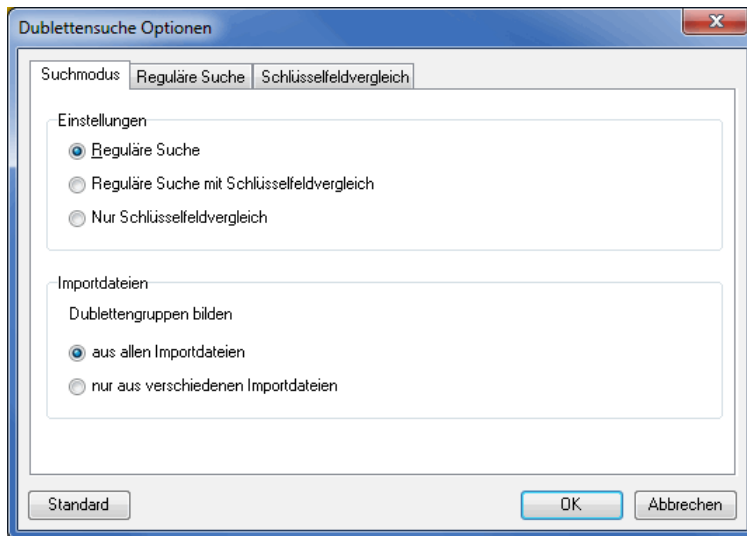 Dublettensuche Optionen
Suchmodus Reguläre Suche Schlüsselfeldvergleich
Einstellungen
Reguläre Suche
Reguläre Suche mit Schlüsselfeldvergleich
Nur Schlüsselfeldvergleich
Importdateien
Dublettengruppen bilden
aus allen Importdateien
nur aus verschiedenen Importdateien
Standard OK Abbrechen